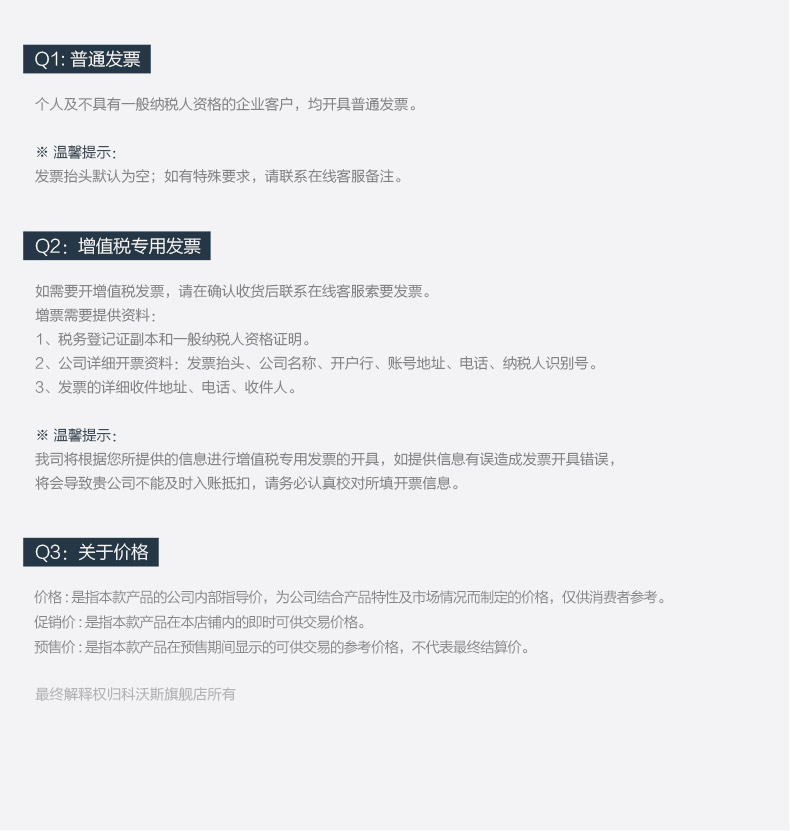 Q1: 普通发票
个人及不具有一般纳税人资格的企业客户，均开具普通发票。
※ 温馨提示：
发票抬头默认为空；如有特殊要求，请联系在线客服备注。
Q2：增值税专用发票
如需要开增值税发票，请在确认收货后联系在线客服索要发票。
增票需要提供资料：
1、税务登记证副本和一般纳税人资格证明。
2、公司详细开票资料：发票抬头、公司名称、开户行、账号地址、电话、纳税人识别号。
3、发票的详细收件地址、电话、收件人。
※ 温馨提示：
我司将根据您所提供的信息进行增值税专用发票的开具，如提供信息有误造成发票开具错误，
将会导致贵公司不能及时入账抵扣，请务必认真校对所填开票信息。
Q3：关于价格
价格 : 是指本款产品的公司内部指导价，为公司结合产品特性及市场情况而制定的价格，仅供消费者参考。
促销价 : 是指本款产品在本店铺内的即时可供交易价格。
预售价 : 是指本款产品在预售期间显示的可供交易的参考价格，不代表最终结算价。
最终解释权归科沃斯旗舰店所有